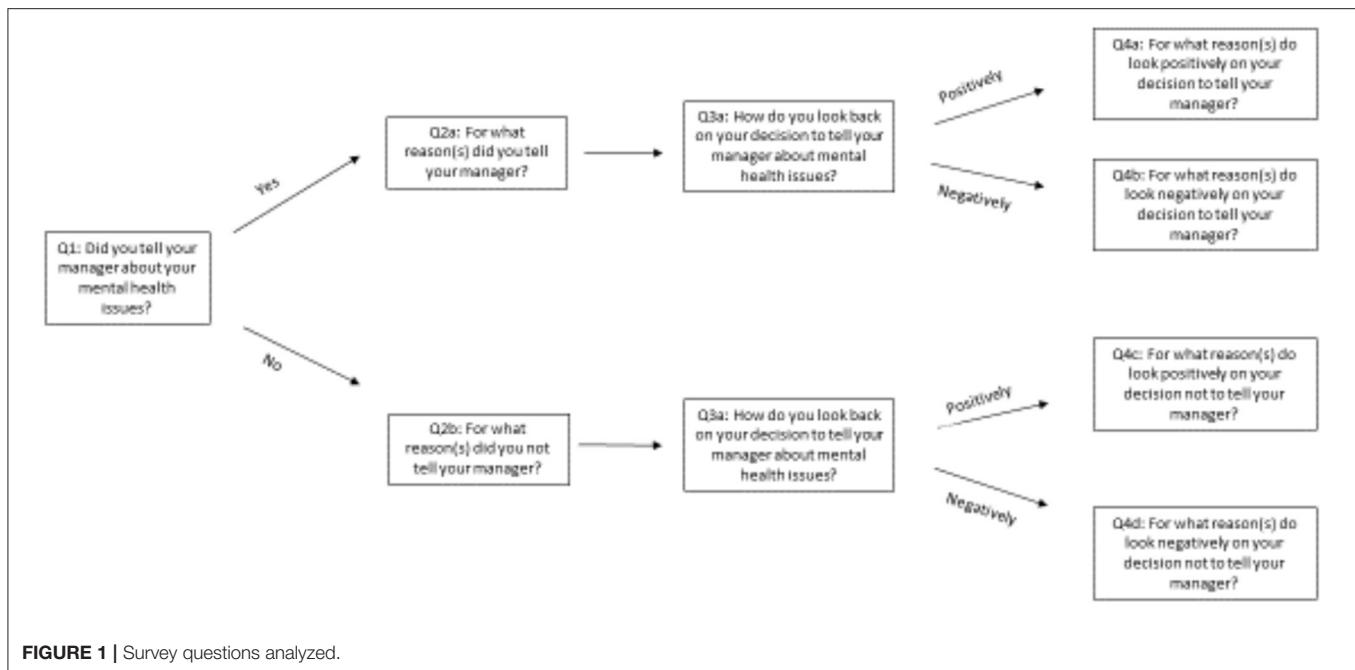 Q1: Did you tell your
manager about your
mental health
issues?
Yes
No
Q2a: For what
reason(s) did you tell
your manager?
Q2b: For what
reason(s) did you not
tell your manager?
Q3a: How do you look back
on your decision to tell your
manager about mental
health issues?
Q3a: How do you look back
on your decision to tell your
manager about mental
health issues?
Positively
Negatively
Positively
Negatively
Q4a: For what reason(s) do
look positively on your
decision to tell your
manager?
Q4b: For what reason(s) do
look negatively on your
decision to tell your
manager?
Q4c: For what reason(s) do
look positively on your
decision not to tell your
manager?
Q4d: For what reason(s) do
look negatively on your
decision not to tell your
manager?
FIGURE 1 | Survey questions analyzed.